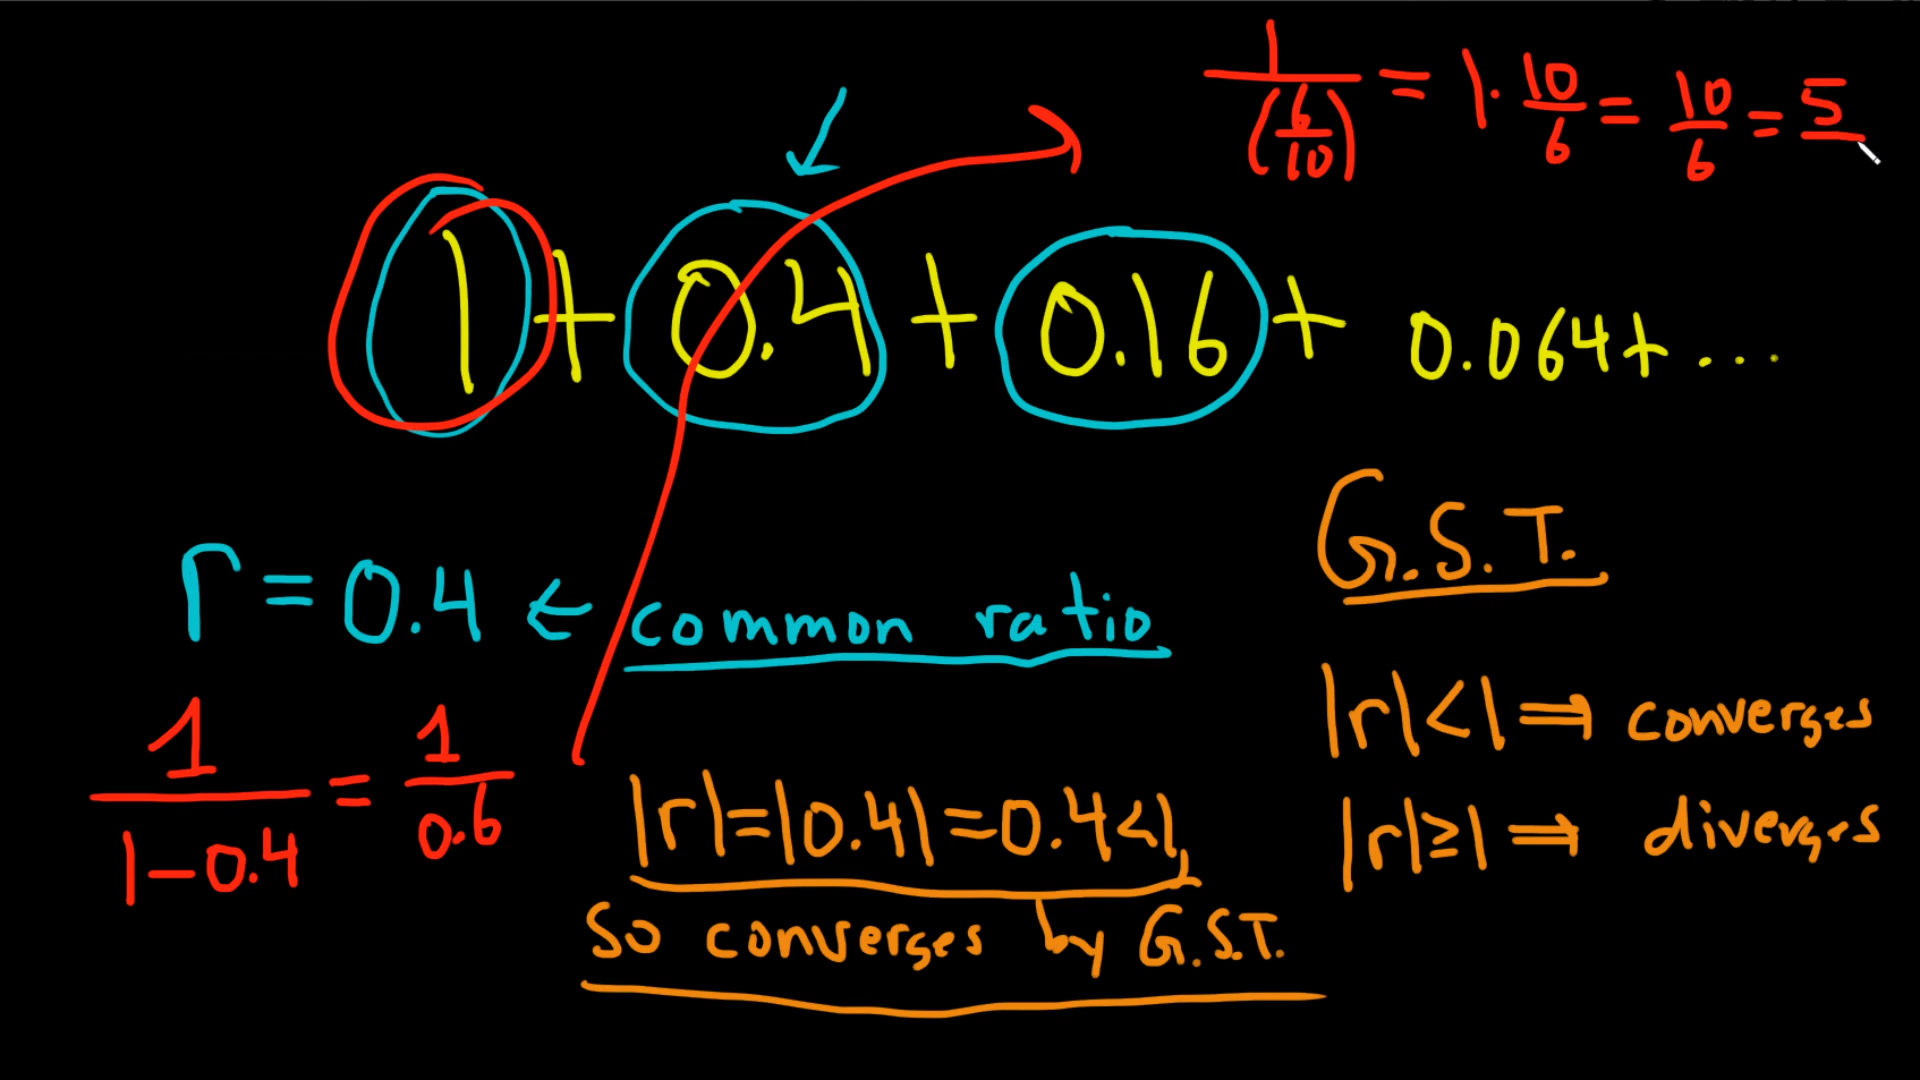 1/(6/10) = 1 · 10/6 = 10/6 = 5/
1 + 0.4 + 0.16 + 0.064 + ...
G.S.T.
r = 0.4 ← common ratio
|r| < 1 ⟹ converges
1/(1-0.4) = 1/0.6
|r| = |0.4| = 0.4 < 1,
|r| ≥ 1 ⟹ diverges
So converges by G.S.T.